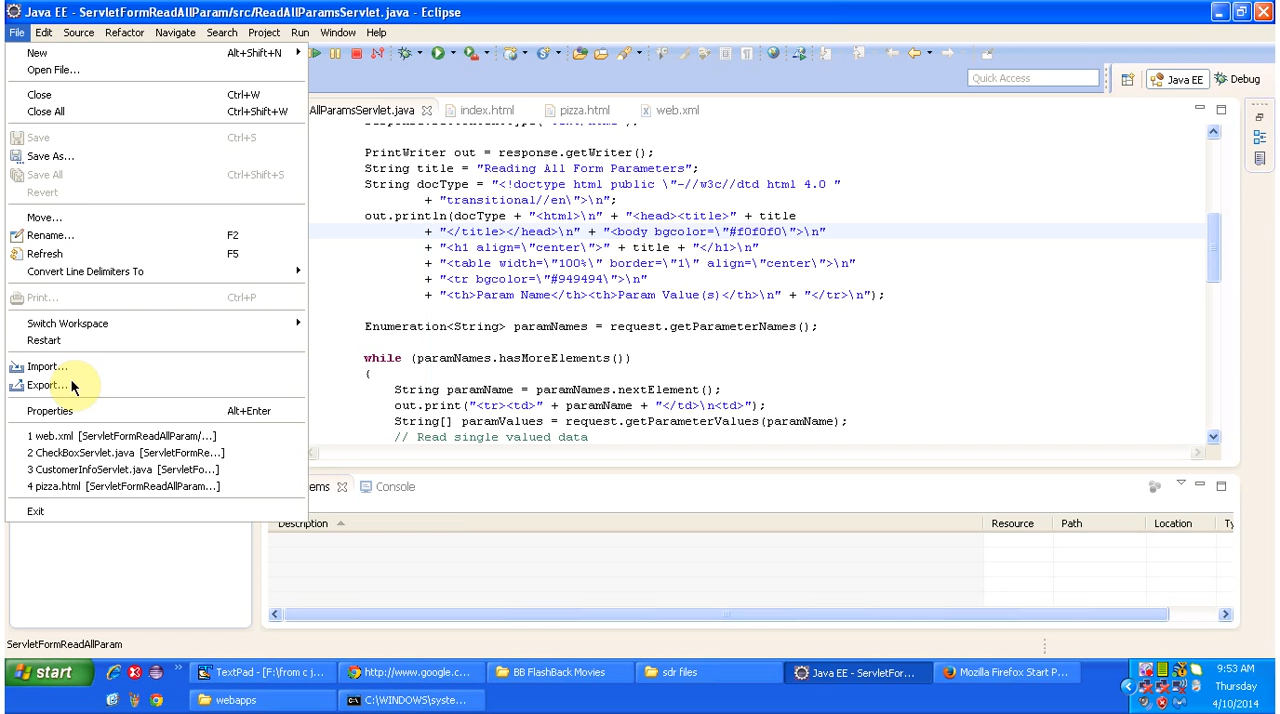 Java EE - ServletFormReadAllParam/src/ReadAllParamsServlet.java - Eclipse
File Edit Source Refactor Navigate Search Project Run Window Help
New Alt+Shift+N
Open File...
Close Ctrl+W
Close All Ctrl+Shift+W
Save Ctrl+S
Save As...
Save All Ctrl+Shift+S
Revert
Move...
Rename... F2
Refresh F5
Convert Line Delimiters To
Print... Ctrl+P
Switch Workspace
Restart
Import...
Export...
Properties Alt+Enter
1 web.xml [ServletFormReadAllParam/...]
2 CheckBoxServlet.java [ServletFormRe...]
3 CustomerInfoServlet.java [ServletFo...]
4 pizza.html [ServletFormReadAllParam...]
Exit
Quick Access
Java EE Debug
AllParamsServlet.java index.html pizza.html web.xml
PrintWriter out = response.getWriter();
String title = "Reading All Form Parameters";
String docType = "<!doctype html public \"-//w3c//dtd html 4.0 "
+ "transitional//en\">\n";
out.println(docType + "<html>\n" + "<head><title>" + title
+ "</title></head>\n" + "<body bgcolor=\"#f0f0f0\">\n"
+ "<h1 align=\"center\">" + title + "</h1>\n"
+ "<table width=\"100%\" border=\"1\" align=\"center\">\n"
+ "<tr bgcolor=\"#949494\">\n"
+ "<th>Param Name</th><th>Param Value(s)</th>\n" + "</tr>\n");
Enumeration<String> paramNames = request.getParameterNames();
while (paramNames.hasMoreElements())
{
String paramName = paramNames.nextElement();
out.print("<tr><td>" + paramName + "</td>\n<td>");
String[] paramValues = request.getParameterValues(paramName);
// Read single valued data
ems Console
Description Resource Path Location Ty
ServletFormReadAllParam
start TextPad - [F:\from c j... http://www.google.c... BB FlashBack Movies sdr files Java EE - ServletFor... Mozilla Firefox Start P...
webapps C:\WINDOWS\syste...
9:53 AM
Thursday
4/10/2014